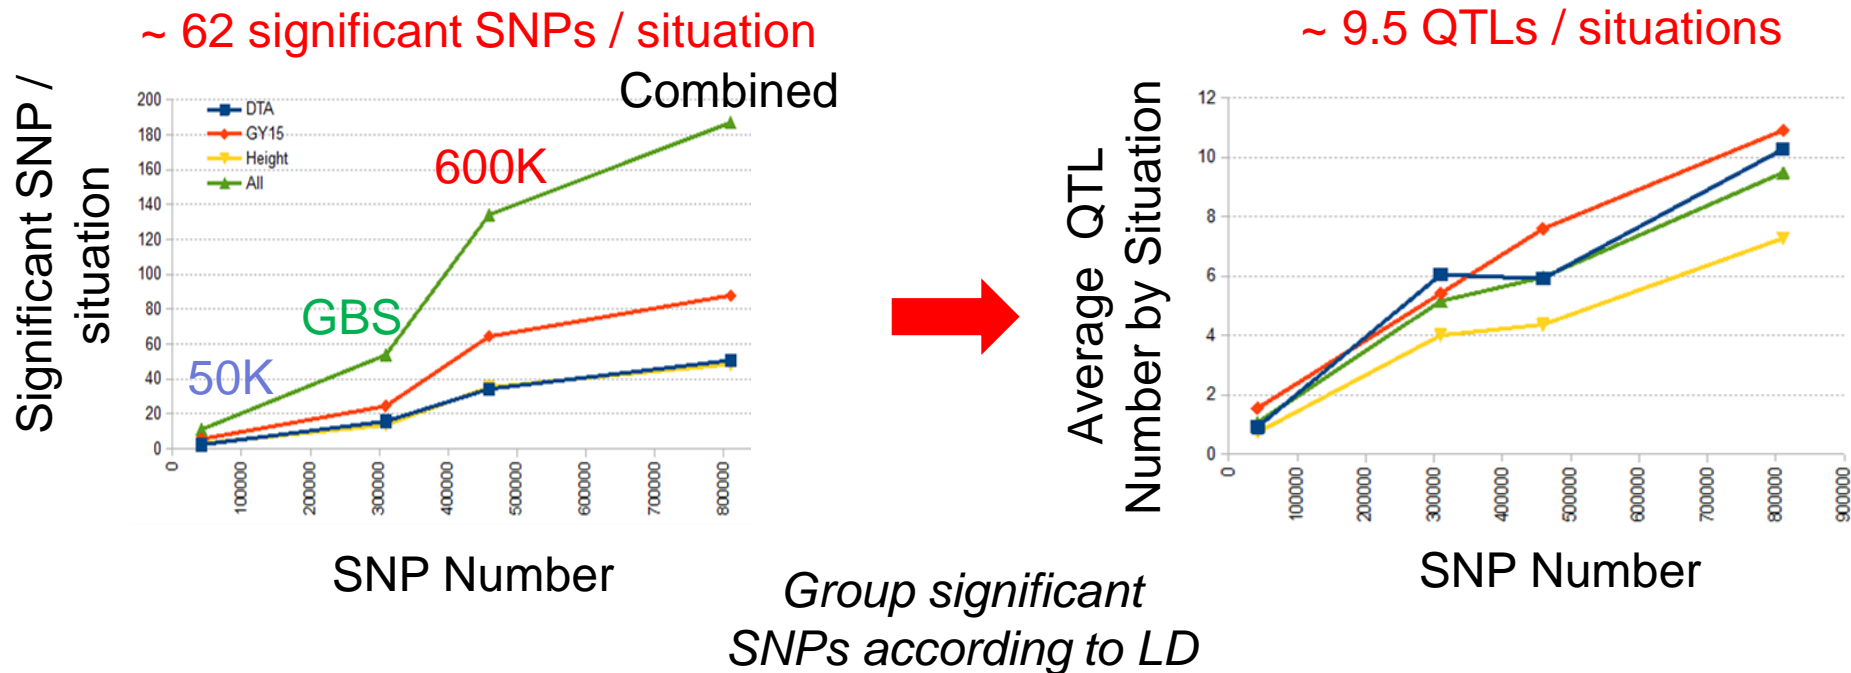 ~ 62 significant SNPs / situation
Significant SNP /
situation
200
180
160
140
120
100
80
60
40
20
0
DTA
GY15
Height
All
50K
GBS
600K
Combined
0
100000
200000
300000
400000
500000
600000
700000
800000
SNP Number
Group significant
SNPs according to LD
~ 9.5 QTLs / situations
Average QTL
Number by Situation
12
10
8
6
4
2
0
0
100000
200000
300000
400000
500000
600000
700000
800000
900000
SNP Number